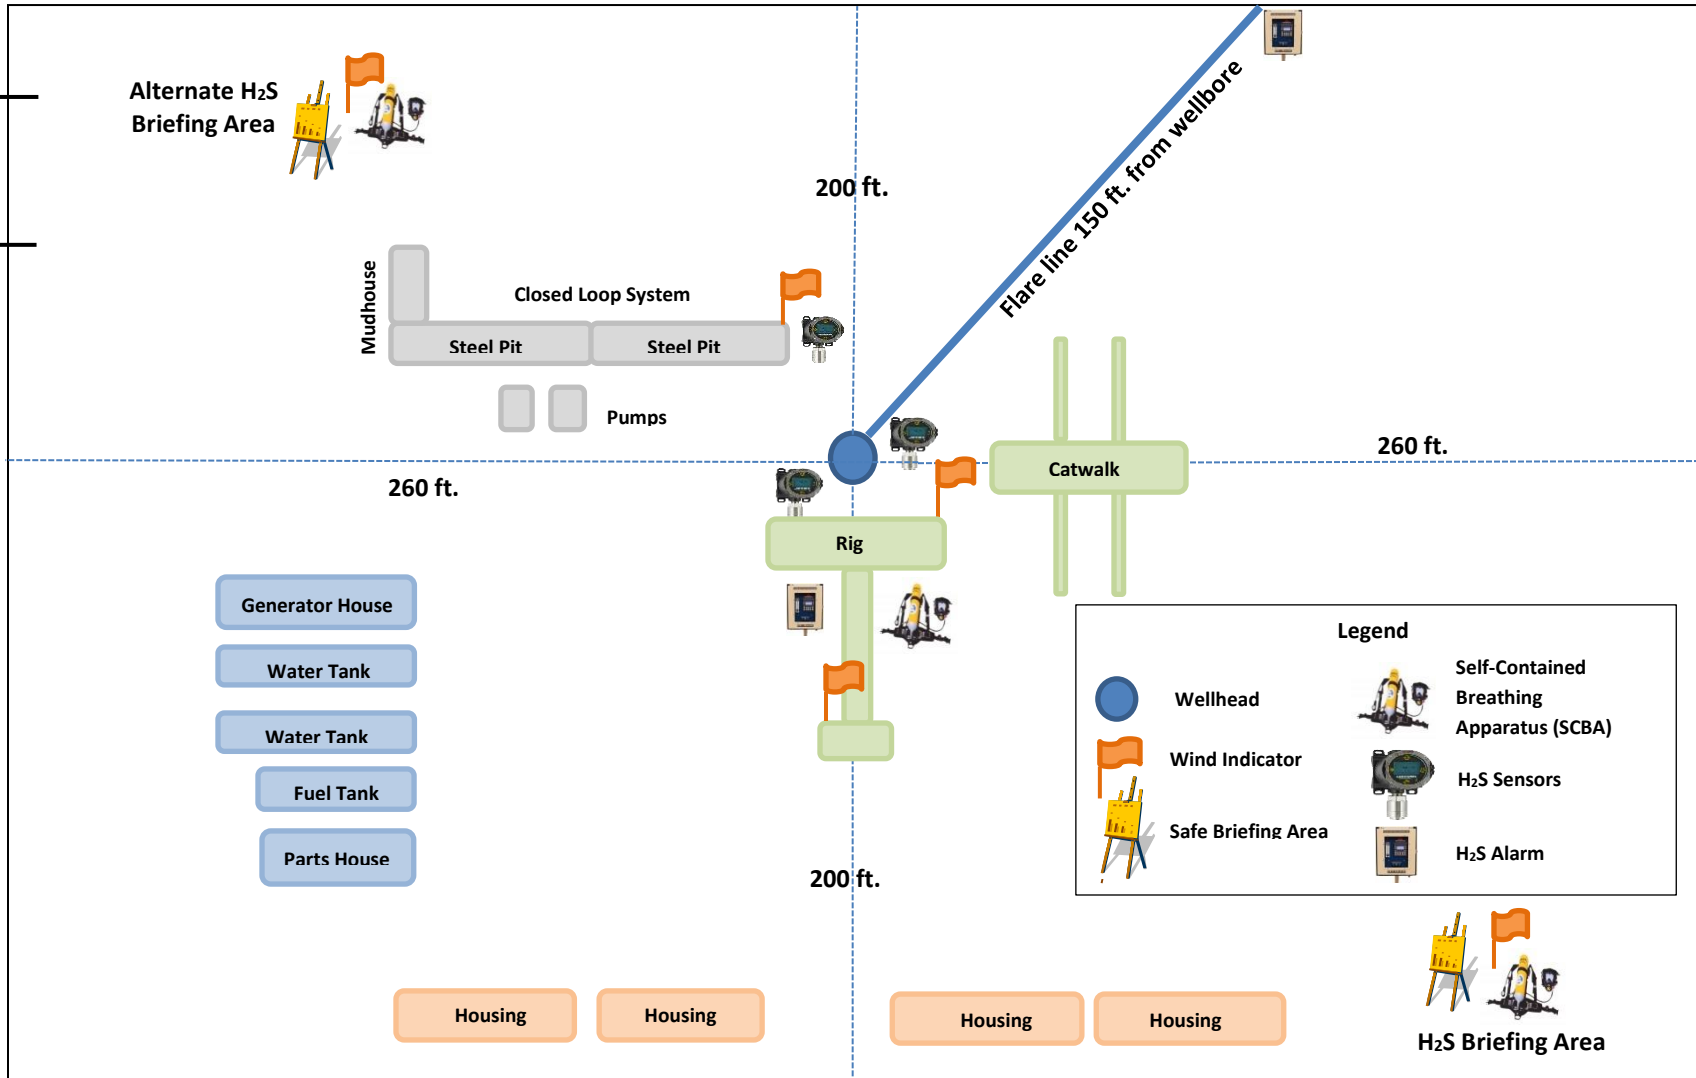 Alternate H₂S
Briefing Area
200 ft.
Flare line 150 ft. from wellbore
Mudhouse
Closed Loop System
Steel Pit
Steel Pit
Pumps
260 ft.
260 ft.
Catwalk
Rig
Generator House
Water Tank
Water Tank
Fuel Tank
Parts House
200 ft.
Legend
Wellhead
Wind Indicator
Safe Briefing Area
Self-Contained
Breathing
Apparatus (SCBA)
H₂S Sensors
H₂S Alarm
Housing
Housing
Housing
Housing
H₂S Briefing Area